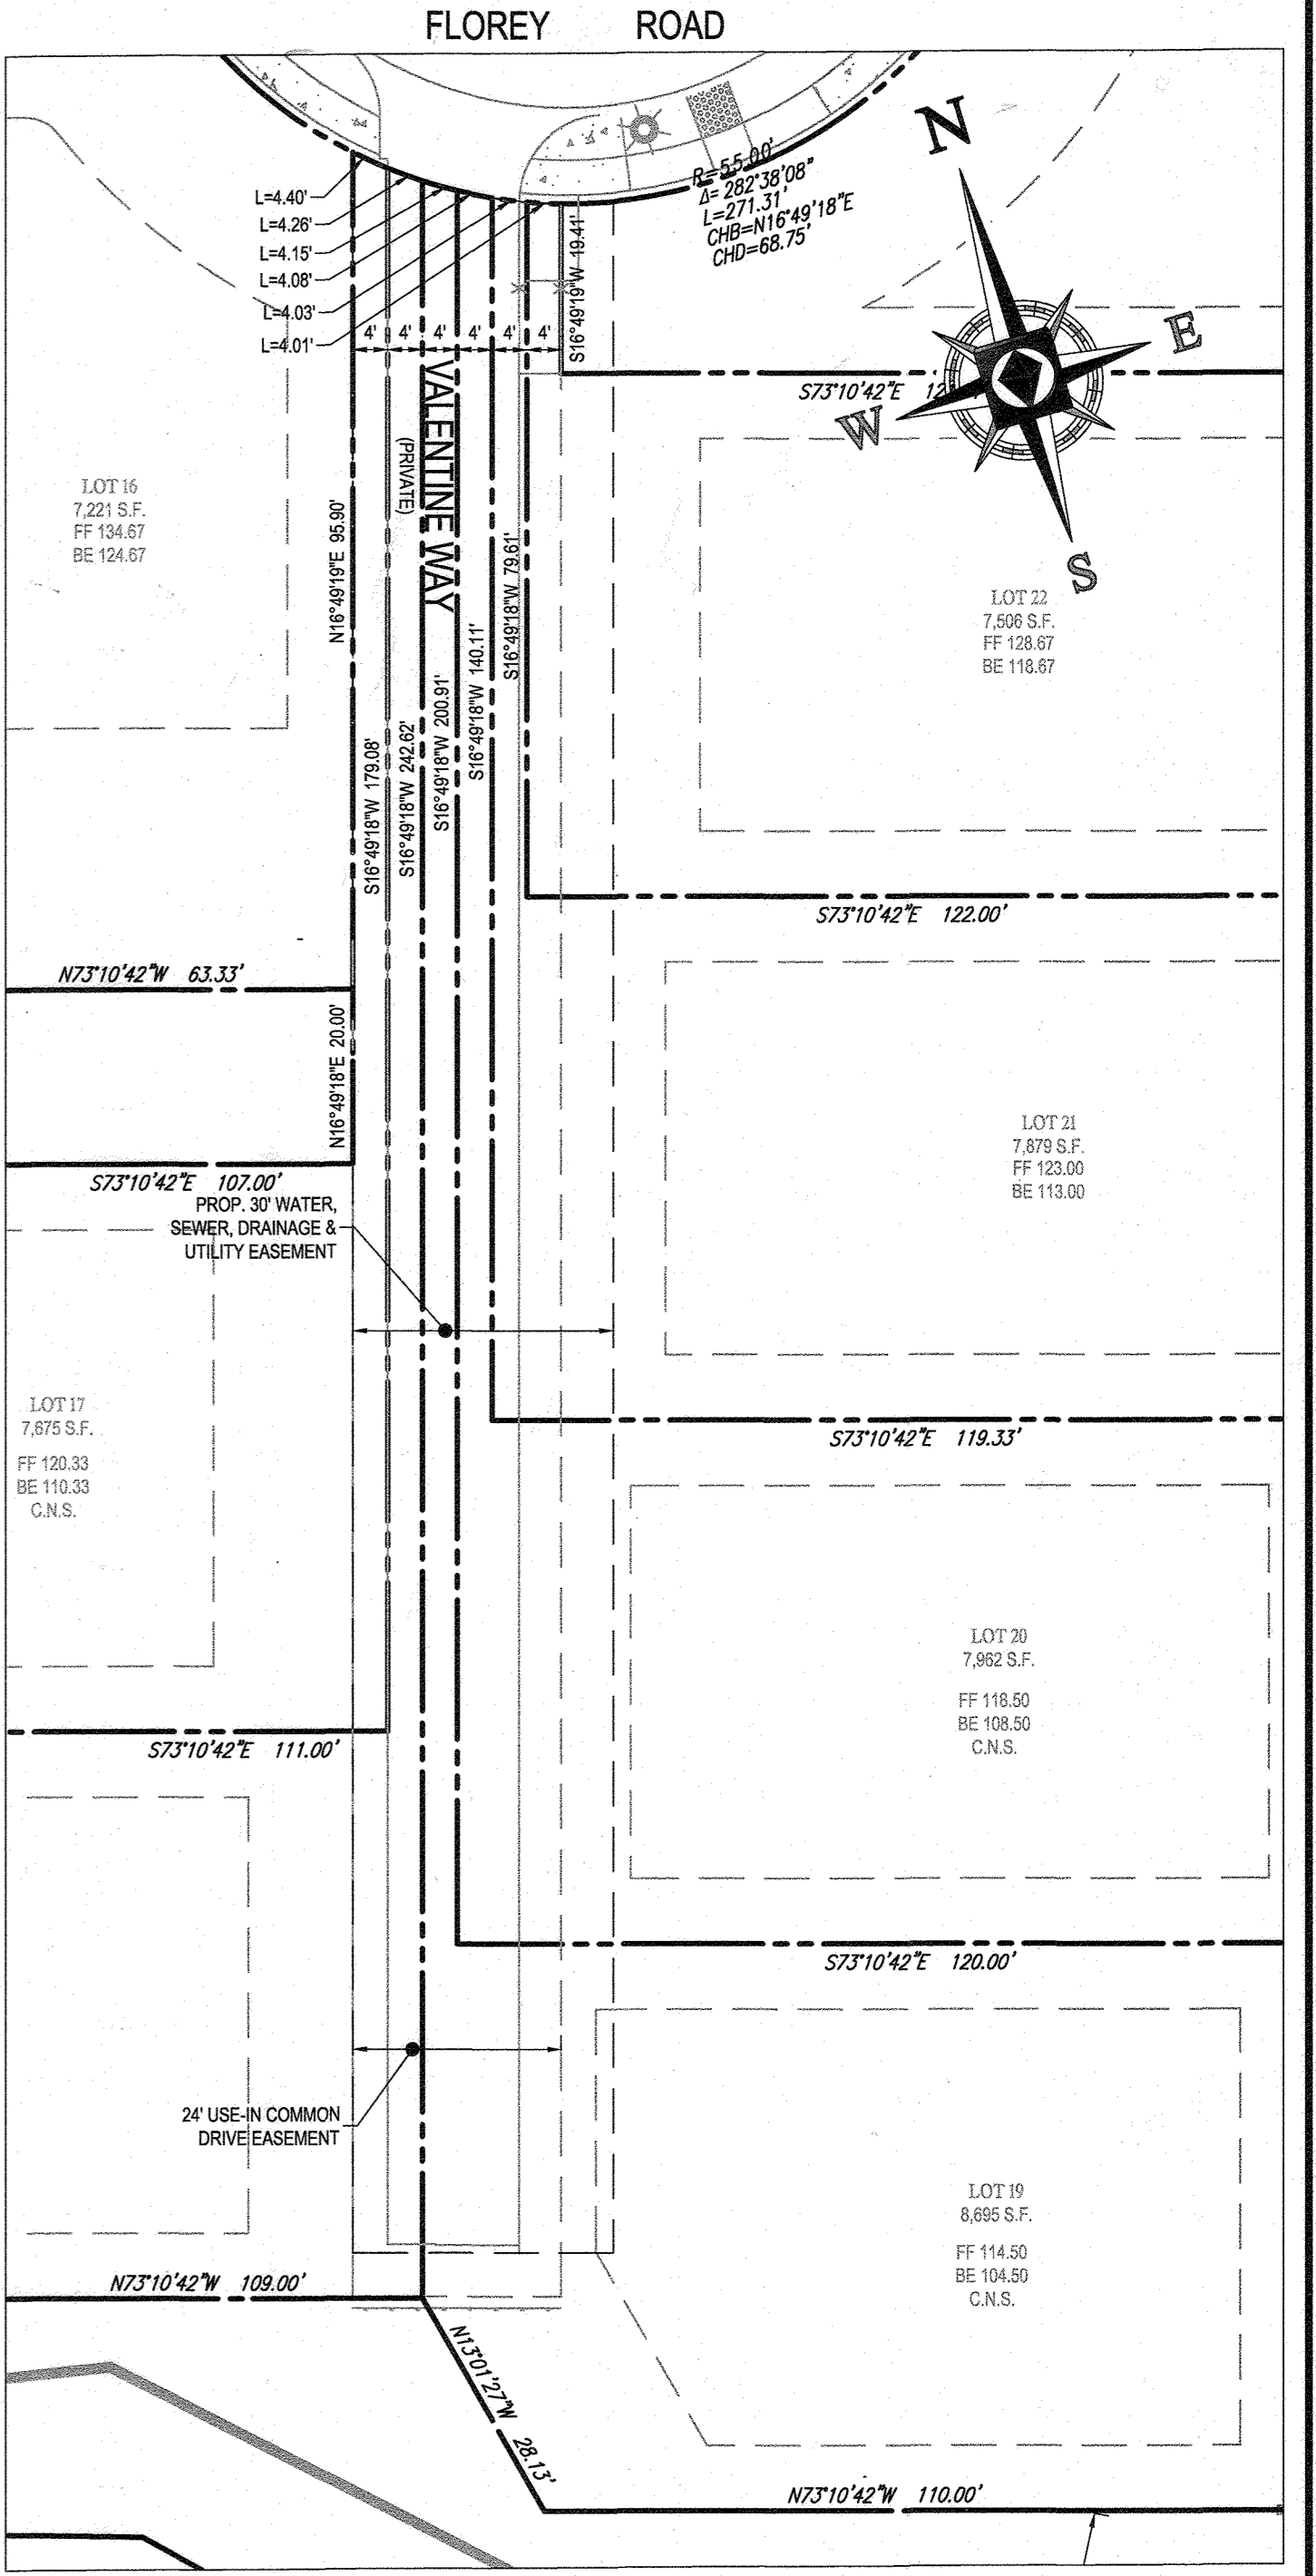 FLOREY ROAD
N
E
W
S
R=55.00'
Δ= 282°38'08"
L=271.31'
CHB=N16°49'18"E
CHD=68.75'
L=4.40'
L=4.26'
L=4.15'
L=4.08'
L=4.03'
L=4.01'
4' 4' 4' 4' 4' 4'
S16°49'19"W 19.41'
S73°10'42"E
VALENTINE WAY
(PRIVATE)
LOT 16
7,221 S.F.
FF 134.67
BE 124.67
N16°49'19"E 95.90'
S16°49'18"W 179.08'
S16°49'18"W 242.62'
S16°49'18"W 200.91'
S16°49'18"W 140.11'
S16°49'18"W 79.61'
LOT 22
7,506 S.F.
FF 128.67
BE 118.67
S73°10'42"E 122.00'
N73°10'42"W 63.33'
N16°49'18"E 20.00'
S73°10'42"E 107.00'
PROP. 30' WATER,
SEWER, DRAINAGE &
UTILITY EASEMENT
LOT 21
7,879 S.F.
FF 123.00
BE 113.00
S73°10'42"E 119.33'
LOT 17
7,675 S.F.
FF 120.33
BE 110.33
C.N.S.
LOT 20
7,962 S.F.
FF 118.50
BE 108.50
C.N.S.
S73°10'42"E 111.00'
S73°10'42"E 120.00'
24' USE-IN COMMON
DRIVE EASEMENT
LOT 19
8,695 S.F.
FF 114.50
BE 104.50
C.N.S.
N73°10'42"W 109.00'
N13°01'27"W 28.13'
N73°10'42"W 110.00'